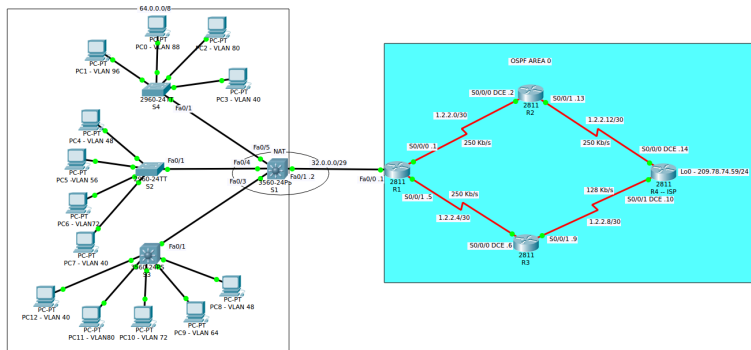 64.0.0.0/8
PC-PT
PC0 - VLAN 88
PC-PT
PC2 - VLAN 80
PC-PT
PC1 - VLAN 96
PC-PT
PC3 - VLAN 40
2960-24TT
S4
Fa0/1
PC-PT
PC4 - VLAN 48
PC-PT
PC5 -VLAN 56
PC-PT
PC6 - VLAN72
PC-PT
PC7 - VLAN 40
Fa0/1
2960-24TT
S2
Fa0/5
NAT
Fa0/4
Fa0/3
3560-24PS
S1
Fa0/1 .2
32.0.0.0/29
Fa0/1
3560-24PS
S3
PC-PT
PC12 - VLAN 40
PC-PT
PC11 - VLAN80
PC-PT
PC10 - VLAN 72
PC-PT
PC9 - VLAN 64
PC-PT
PC8 - VLAN 48
OSPF AREA 0
S0/0/0 DCE .2
S0/0/1 .13
2811
R2
1.2.2.0/30
250 Kb/s
1.2.2.12/30
250 Kb/s
S0/0/0 .1
S0/0/0 DCE .14
Lo0 - 209.78.74.59/24
Fa0/0 .1
2811
R1
2811
R4 -- ISP
S0/0/1 .5
250 Kb/s
1.2.2.4/30
128 Kb/s
1.2.2.8/30
S0/0/1 DCE .10
S0/0/0 DCE .6
S0/0/1 .9
2811
R3